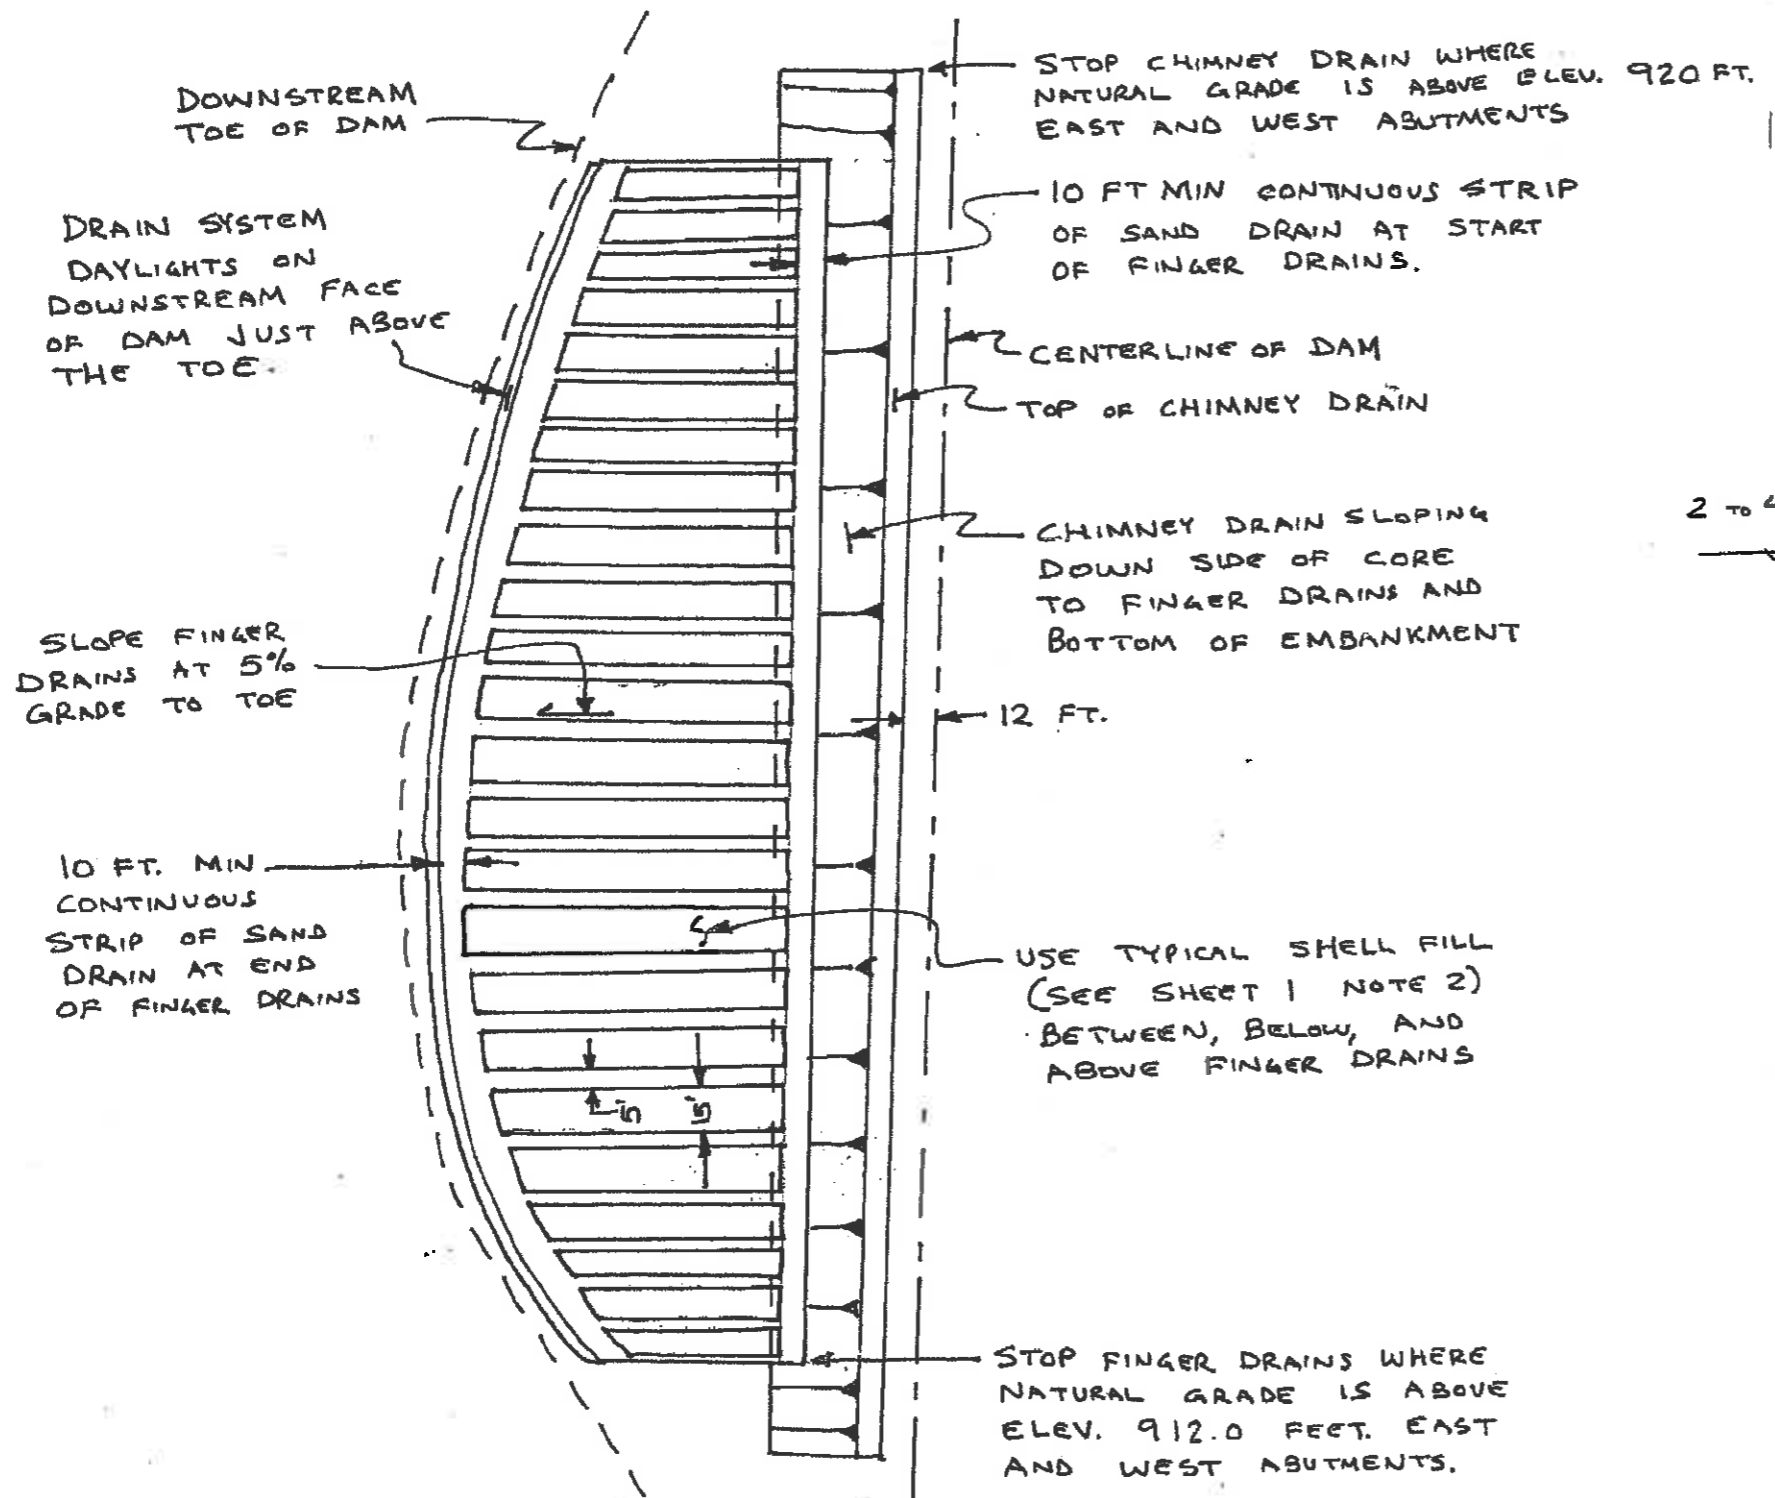 DOWNSTREAM
TOE OF DAM
DRAIN SYSTEM
DAYLIGHTS ON
DOWNSTREAM FACE
OF DAM JUST ABOVE
THE TOE.
SLOPE FINGER
DRAINS AT 5%
GRADE TO TOE
10 FT. MIN
CONTINUOUS
STRIP OF SAND
DRAIN AT END
OF FINGER DRAINS
5'
15'
STOP CHIMNEY DRAIN WHERE
NATURAL GRADE IS ABOVE ELEV. 920 FT.
EAST AND WEST ABUTMENTS
10 FT MIN CONTINUOUS STRIP
OF SAND DRAIN AT START
OF FINGER DRAINS.
CENTERLINE OF DAM
TOP OF CHIMNEY DRAIN
CHIMNEY DRAIN SLOPING
DOWN SIDE OF CORE
TO FINGER DRAINS AND
BOTTOM OF EMBANKMENT
2 TO
12 FT.
USE TYPICAL SHELL FILL
(SEE SHEET 1 NOTE 2)
BETWEEN, BELOW, AND
ABOVE FINGER DRAINS
STOP FINGER DRAINS WHERE
NATURAL GRADE IS ABOVE
ELEV. 912.0 FEET. EAST
AND WEST ABUTMENTS.